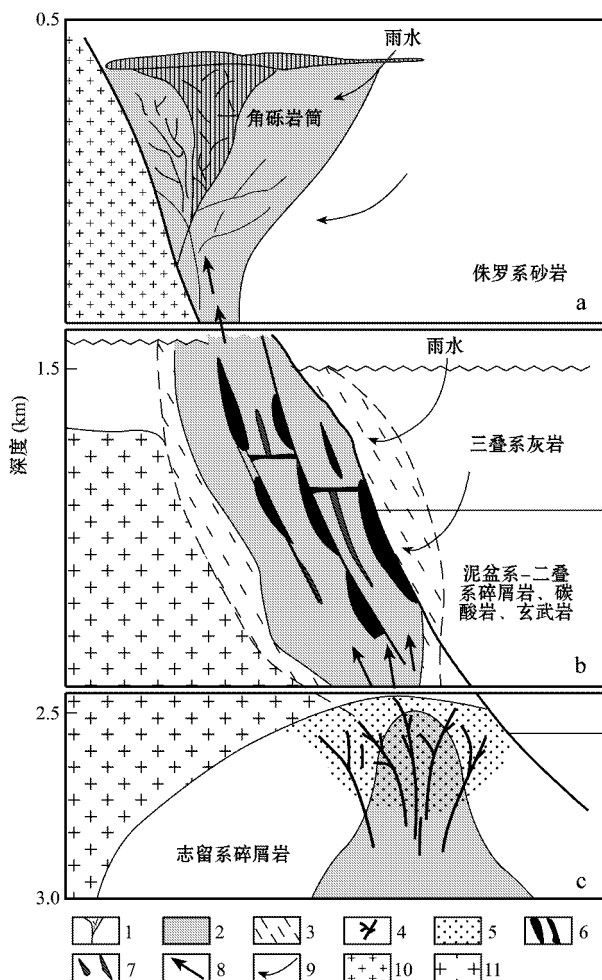 0.5
雨水
角砾岩筒
侏罗系砂岩
a
1.5
雨水
三叠系灰岩
深度 (km)
泥盆系-二叠
系碎屑岩、碳
酸岩、玄武岩
b
2.5
志留系碎屑岩
3.0
c
1 2 3 4 5 6
7 8 9 10 11